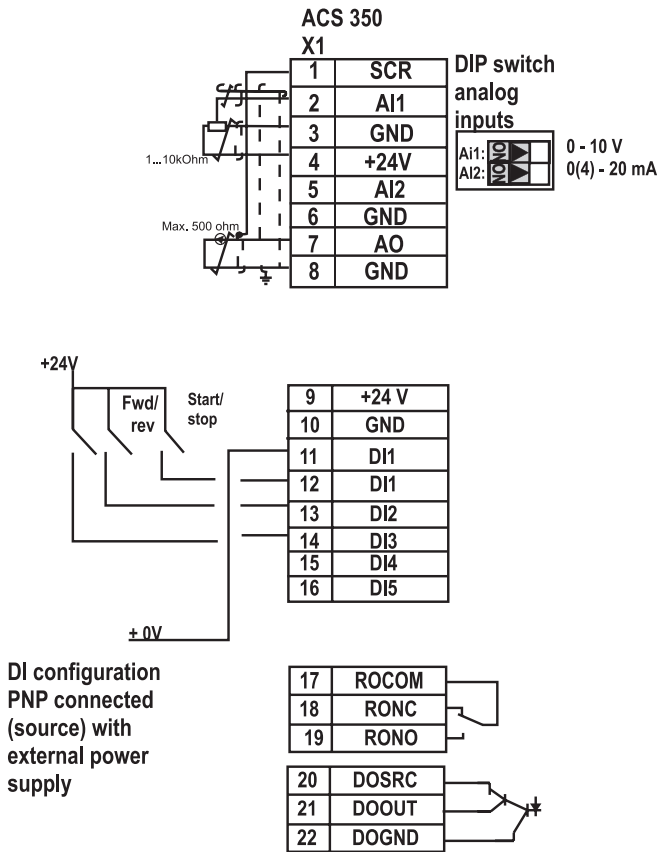 ACS 350
X1
1 SCR
2 AI1
3 GND
4 +24V
5 AI2
6 GND
7 AO
8 GND
DIP switch
analog
inputs
Ai1: ON 0 - 10 V
AI2: ON 0(4) - 20 mA
1...10kOhm
Max. 500 ohm
+24V
Fwd/
rev
Start/
stop
9 +24 V
10 GND
11 DI1
12 DI1
13 DI2
14 DI3
15 DI4
16 DI5
+ 0V
DI configuration
PNP connected
(source) with
external power
supply
17 ROCOM
18 RONC
19 RONO
20 DOSRC
21 DOOUT
22 DOGND